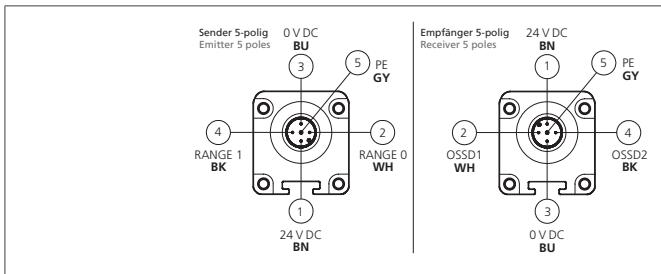 Sender 5-polig
Emitter 5 poles
0 V DC
BU
3
5
PE
GY
4
RANGE 1
BK
2
RANGE 0
WH
1
24 V DC
BN
Empfänger 5-polig
Receiver 5 poles
24 V DC
BN
1
5
PE
GY
2
OSSD1
WH
4
OSSD2
BK
3
0 V DC
BU